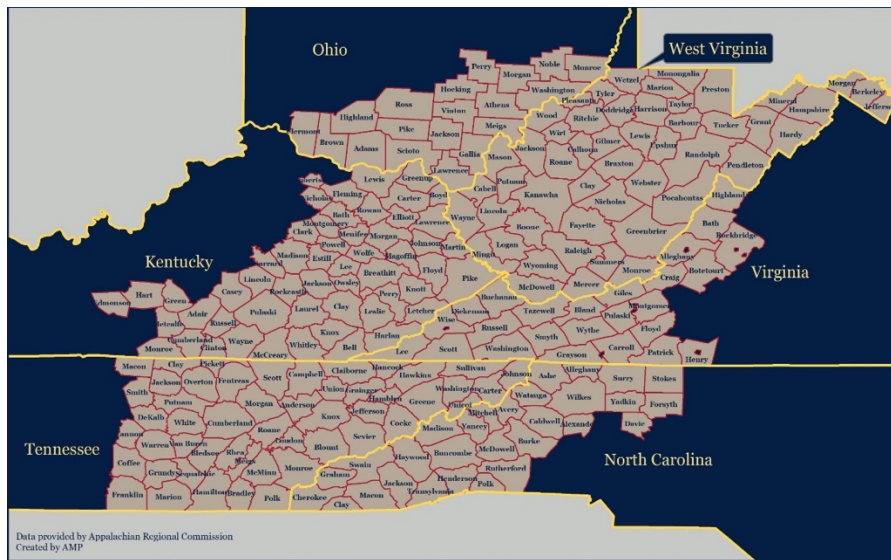 Ohio
West Virginia
Kentucky
Virginia
Tennessee
North Carolina
Perry
Noble
Monroe
Morgan
Hocking
Washington
Ross
Vinton
Athens
Highland
Pike
Jackson
Meigs
Clermont
Brown
Adams
Scioto
Gallia
Lawrence
Wetzel
Monongalia
Marion
Preston
Tyler
Pleasants
Doddridge
Harrison
Taylor
Wood
Ritchie
Barbour
Tucker
Grant
Mineral
Hampshire
Morgan
Berkeley
Jeffers
Hardy
Wirt
Gilmer
Lewis
Upshur
Randolph
Calhoun
Jackson
Mason
Roane
Braxton
Pendleton
Putnam
Cabell
Kanawha
Clay
Webster
Nicholas
Pocahontas
Wayne
Lincoln
Boone
Fayette
Greenbrier
Logan
Mingo
Raleigh
Summers
Monroe
Wyoming
McDowell
Mercer
Highland
Bath
Rockbridge
Alleghany
Botetourt
Craig
Giles
Montgomery
Buchanan
Dickenson
Tazewell
Bland
Pulaski
Floyd
Wise
Russell
Smyth
Wythe
Carroll
Patrick
Henry
Lee
Scott
Washington
Grayson
Lewis
Greenup
Fleming
Carter
Boyd
Nicholas
Rowan
Bath
Elliott
Lawrence
Montgomery
Menifee
Morgan
Clark
Powell
Johnson
Martin
Madison
Estill
Wolfe
Magoffin
Garrard
Lee
Breathitt
Floyd
Pike
Lincoln
Jackson
Owsley
Knott
Casey
Rockcastle
Perry
Edmonson
Hart
Green
Adair
Pulaski
Laurel
Clay
Leslie
Letcher
Metcalfe
Russell
Knox
Harlan
Cumberland
Wayne
Whitley
Bell
Monroe
Clinton
McCreary
Macon
Clay
Pickett
Scott
Campbell
Claiborne
Hancock
Hawkins
Sullivan
Johnson
Jackson
Overton
Fentress
Union
Grainger
Washington
Carter
Smith
Putnam
Morgan
Anderson
Hamblen
Greene
Unicoi
DeKalb
White
Cumberland
Knox
Jefferson
Cocke
Cannon
Warren
Van Buren
Roane
Loudon
Sevier
Bledsoe
Rhea
Blount
Coffee
Grundy
Sequatchie
Meigs
McMinn
Monroe
Franklin
Marion
Hamilton
Bradley
Polk
Ashe
Alleghany
Surry
Stokes
Watauga
Wilkes
Yadkin
Forsyth
Mitchell
Avery
Caldwell
Alexander
Davie
Madison
Yancey
Burke
Swain
Haywood
Buncombe
McDowell
Graham
Rutherford
Cherokee
Jackson
Henderson
Polk
Clay
Macon
Transylvania
Data provided by Appalachian Regional Commission
Created by AMP